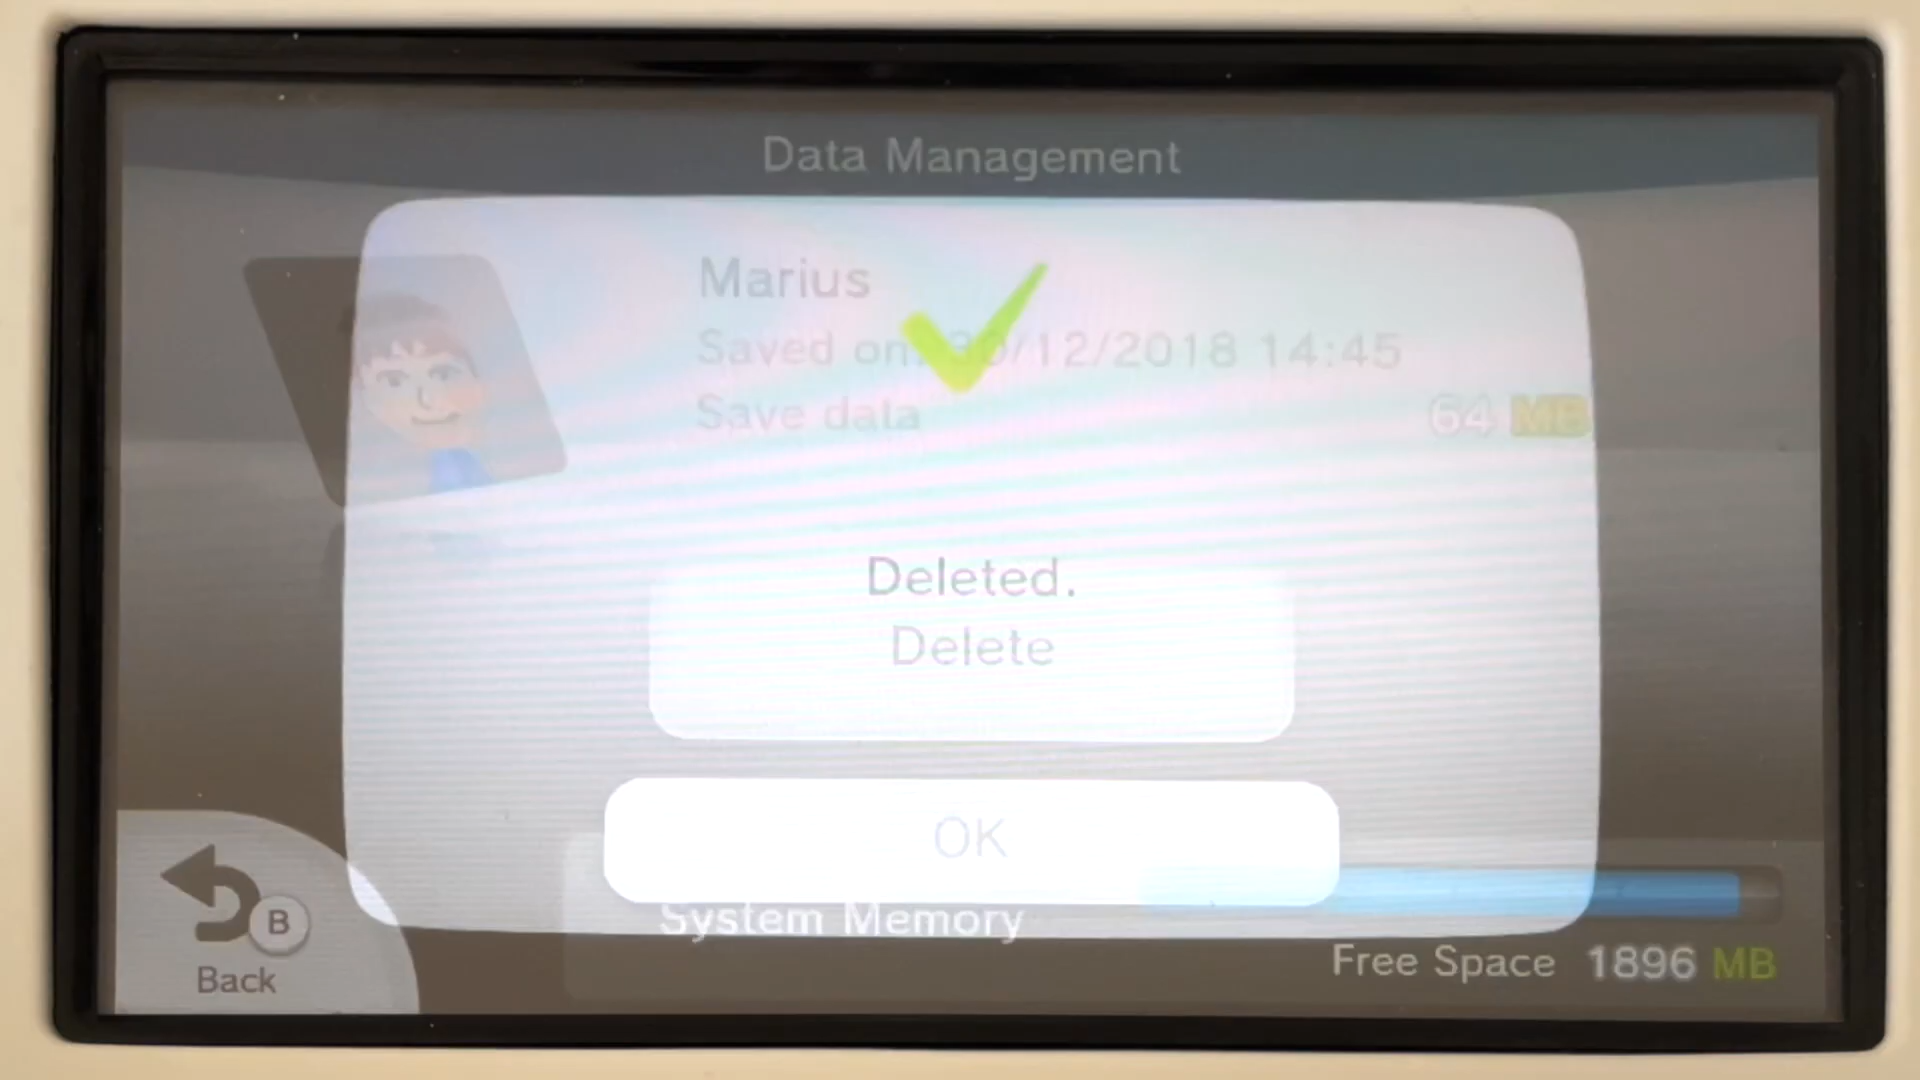 Data Management
Marius
Saved on: 30/12/2018 14:45
Save data 64 MB
Deleted.
Delete
OK
System Memory
B
Back
Free Space 1896 MB